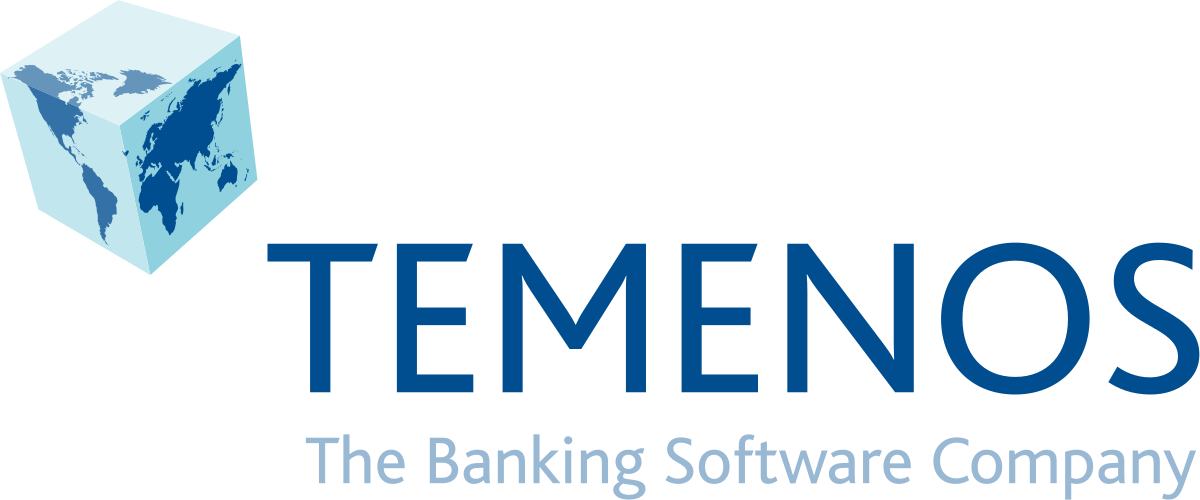 TEMENOS
The Banking Software Company